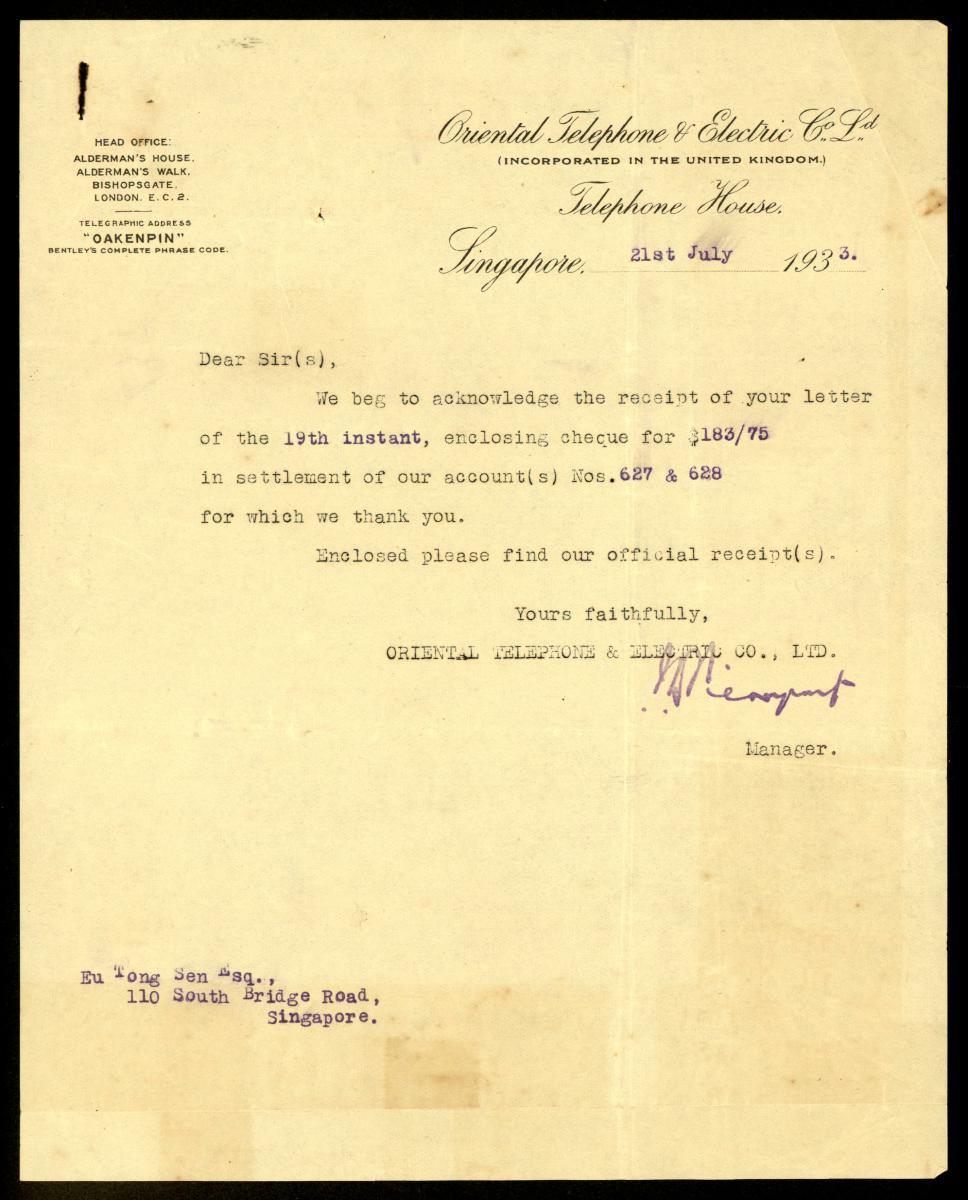 HEAD OFFICE:
ALDERMAN'S HOUSE,
ALDERMAN'S WALK,
BISHOPSGATE,
LONDON. E.C.2.
TELEGRAPHIC ADDRESS
"OAKENPIN"
BENTLEY'S COMPLETE PHRASE CODE.
Oriental Telephone & Electric Co. Ld.
(INCORPORATED IN THE UNITED KINGDOM.)
Telephone House.
Singapore. 21st July 1933.
Dear Sir(s),
We beg to acknowledge the receipt of your letter
of the 19th instant, enclosing cheque for $183/75
in settlement of our account(s) Nos.627 & 628
for which we thank you.
Enclosed please find our official receipt(s).
Yours faithfully,
ORIENTAL TELEPHONE & ELECTRIC CO., LTD.
Manager.
Eu Tong Sen Esq.,
110 South Bridge Road,
Singapore.